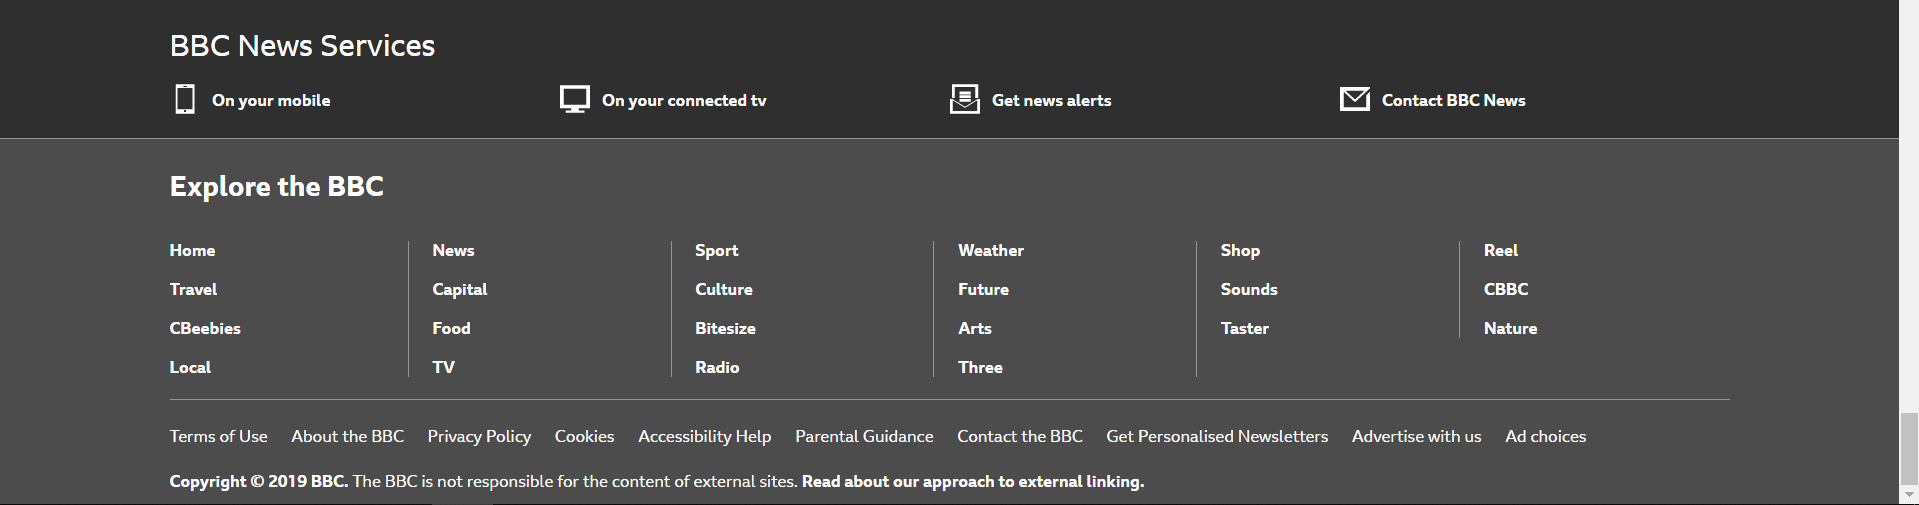 BBC News Services
On your mobile On your connected tv Get news alerts Contact BBC News
Explore the BBC
Home News Sport Weather Shop Reel
Travel Capital Culture Future Sounds CBBC
CBeebies Food Bitesize Arts Taster Nature
Local TV Radio Three
Terms of Use About the BBC Privacy Policy Cookies Accessibility Help Parental Guidance Contact the BBC Get Personalised Newsletters Advertise with us Ad choices
Copyright © 2019 BBC. The BBC is not responsible for the content of external sites. Read about our approach to external linking.